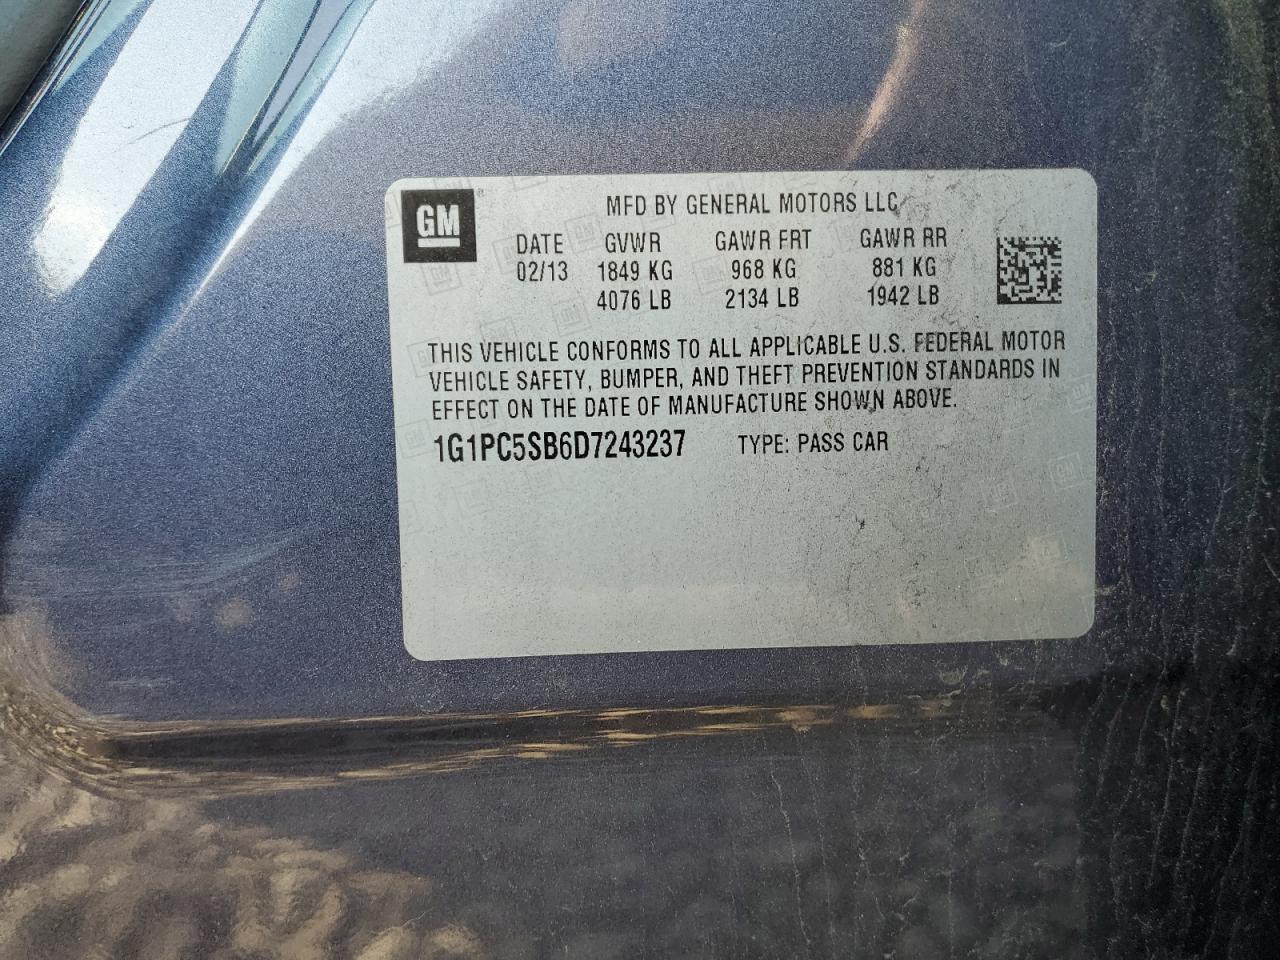 GM ®
MFD BY GENERAL MOTORS LLC
DATE GVWR GAWR FRT GAWR RR
02/13 1849 KG 968 KG 881 KG
4076 LB 2134 LB 1942 LB
THIS VEHICLE CONFORMS TO ALL APPLICABLE U.S. FEDERAL MOTOR
VEHICLE SAFETY, BUMPER, AND THEFT PREVENTION STANDARDS IN
EFFECT ON THE DATE OF MANUFACTURE SHOWN ABOVE.
1G1PC5SB6D7243237 TYPE: PASS CAR